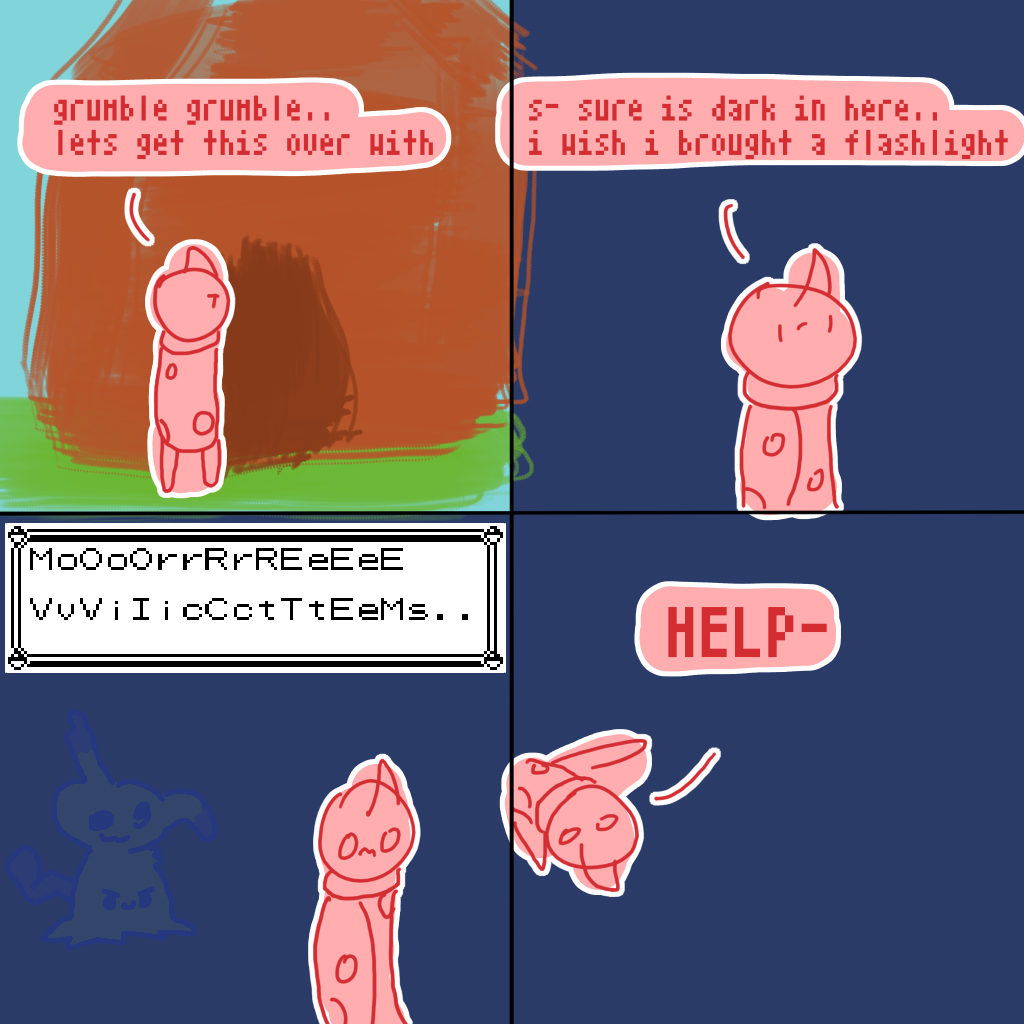 grumble grumble..
lets get this over with
s- sure is dark in here..
i wish i brought a flashlight
MoOoOrrRrREeEeE
VvViIicCctTtEeMs..
HELP-